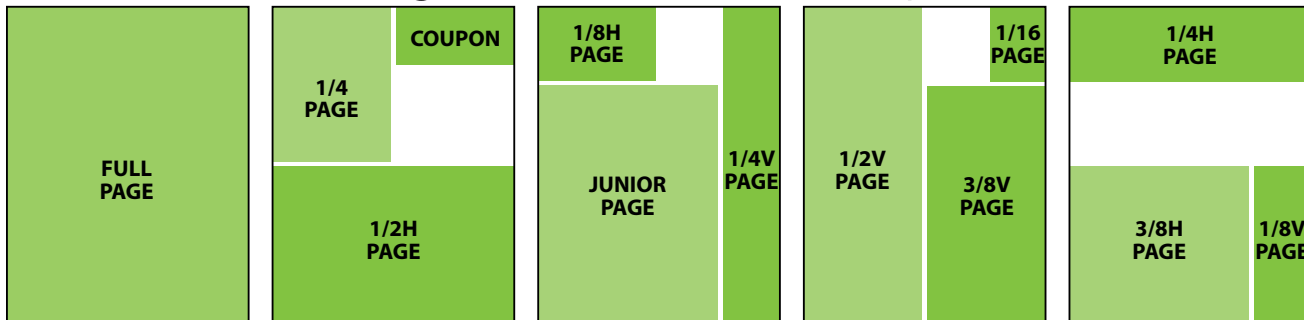 FULL
PAGE
1/4
PAGE
COUPON
1/2H
PAGE
1/8H
PAGE
JUNIOR
PAGE
1/4V
PAGE
1/2V
PAGE
1/16
PAGE
3/8V
PAGE
1/4H
PAGE
3/8H
PAGE
1/8V
PAGE